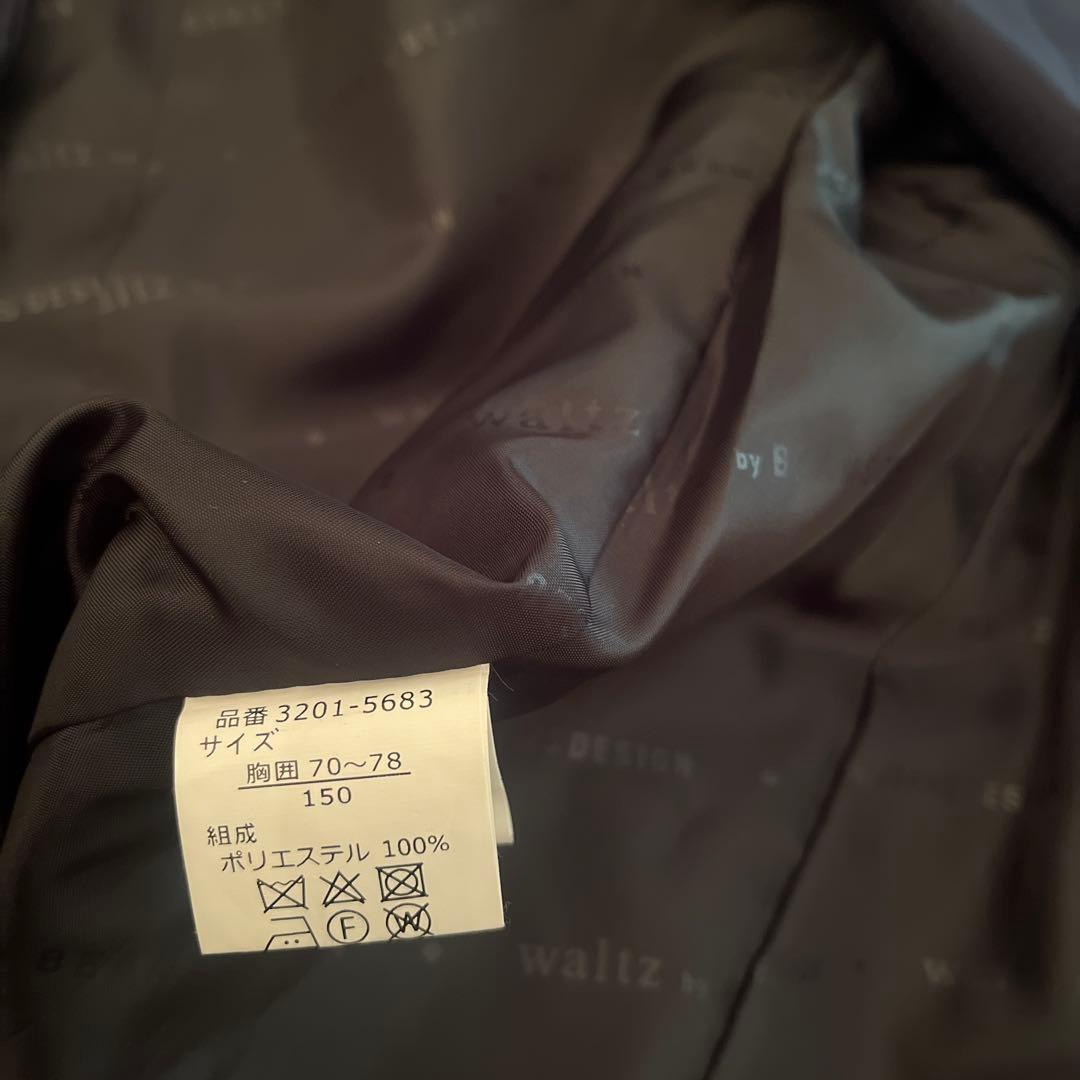 waltz
by B
DESIGN
品番 3201-5683
サイズ
胸囲 70～78
150
組成
ポリエステル 100%
F
W
waltz by